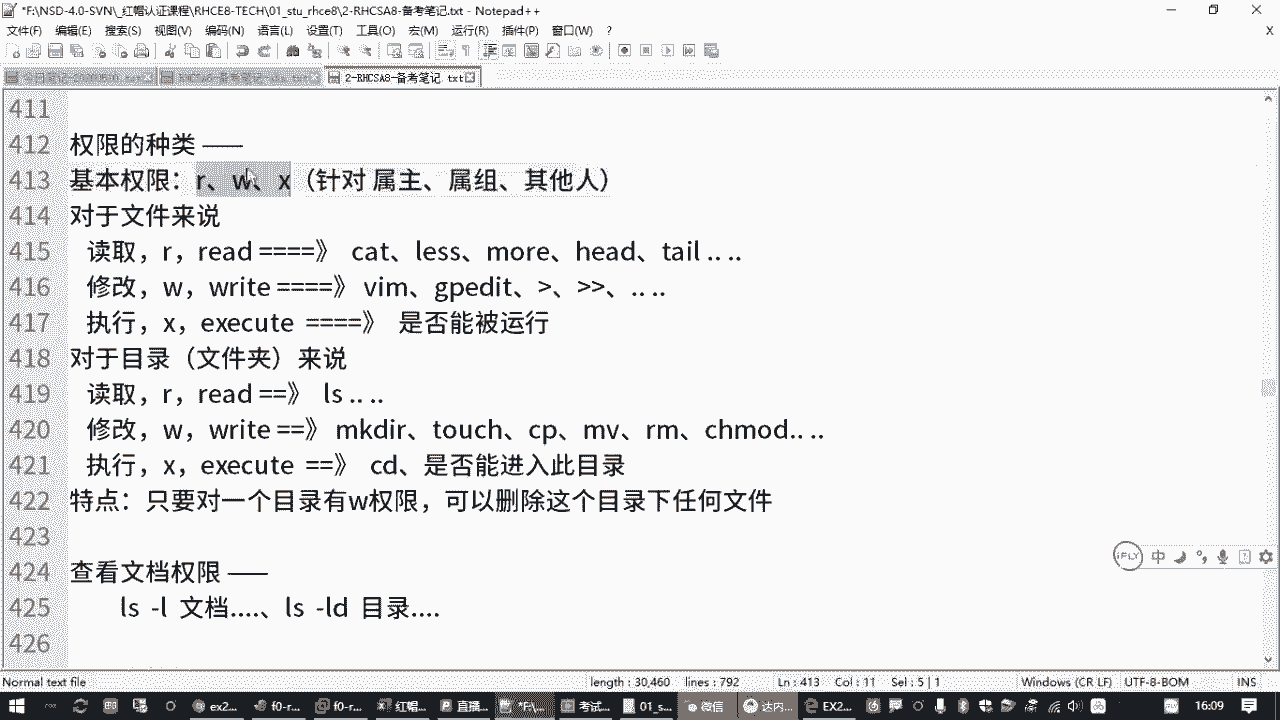 *F:\NSD-4.0-SVN\_红帽认证课程\RHCE8-TECH\01_stu_rhce8\2-RHCSA8-备考笔记.txt - Notepad++
文件(F) 编辑(E) 搜索(S) 视图(V) 编码(N) 语言(L) 设置(T) 工具(O) 宏(M) 运行(R) 插件(P) 窗口(W) ?
X
2-RHCSA8-备考笔记.txt
411
412 权限的种类 ——
413 基本权限：r、w、x（针对 属主、属组、其他人）
414 对于文件来说
415 读取，r，read ====》 cat、less、more、head、tail .. ..
416 修改，w，write ====》 vim、gpedit、>、>>、.. ..
417 执行，x，execute ====》 是否能被运行
418 对于目录（文件夹）来说
419 读取，r，read ==》 ls .. ..
420 修改，w，write ==》 mkdir、touch、cp、mv、rm、chmod.. ..
421 执行，x，execute ==》 cd、是否能进入此目录
422 特点：只要对一个目录有w权限，可以删除这个目录下任何文件
423
424 查看文档权限 ——
425 ls -l 文档....、ls -ld 目录....
426
iFLY 中
Normal text file length : 30,460 lines : 792 Ln : 413 Col : 11 Sel : 5 | 1 Windows (CR LF) UTF-8-BOM INS
ex2... f0-r... f0-r... 红帽... 直播... *F\... 考试... 01_s... 微信 达内... EX2... 16:09